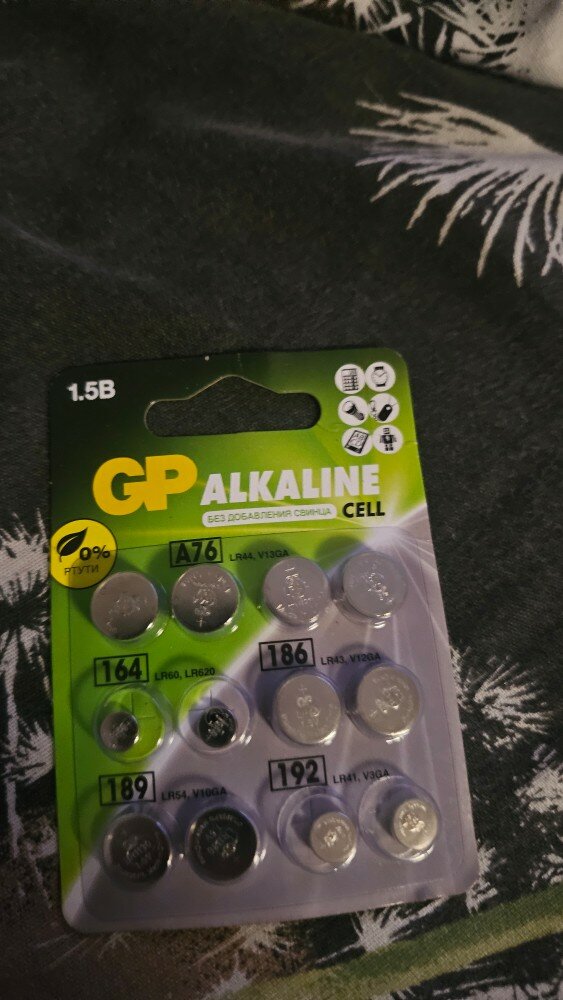 1.5В
GP ALKALINE
БЕЗ ДОБАВЛЕНИЯ СВИНЦА CELL
0%
РТУТИ
A76 LR44, V13GA
164 LR60, LR620
186 LR43, V12GA
189 LR54, V10GA
192 LR41, V3GA